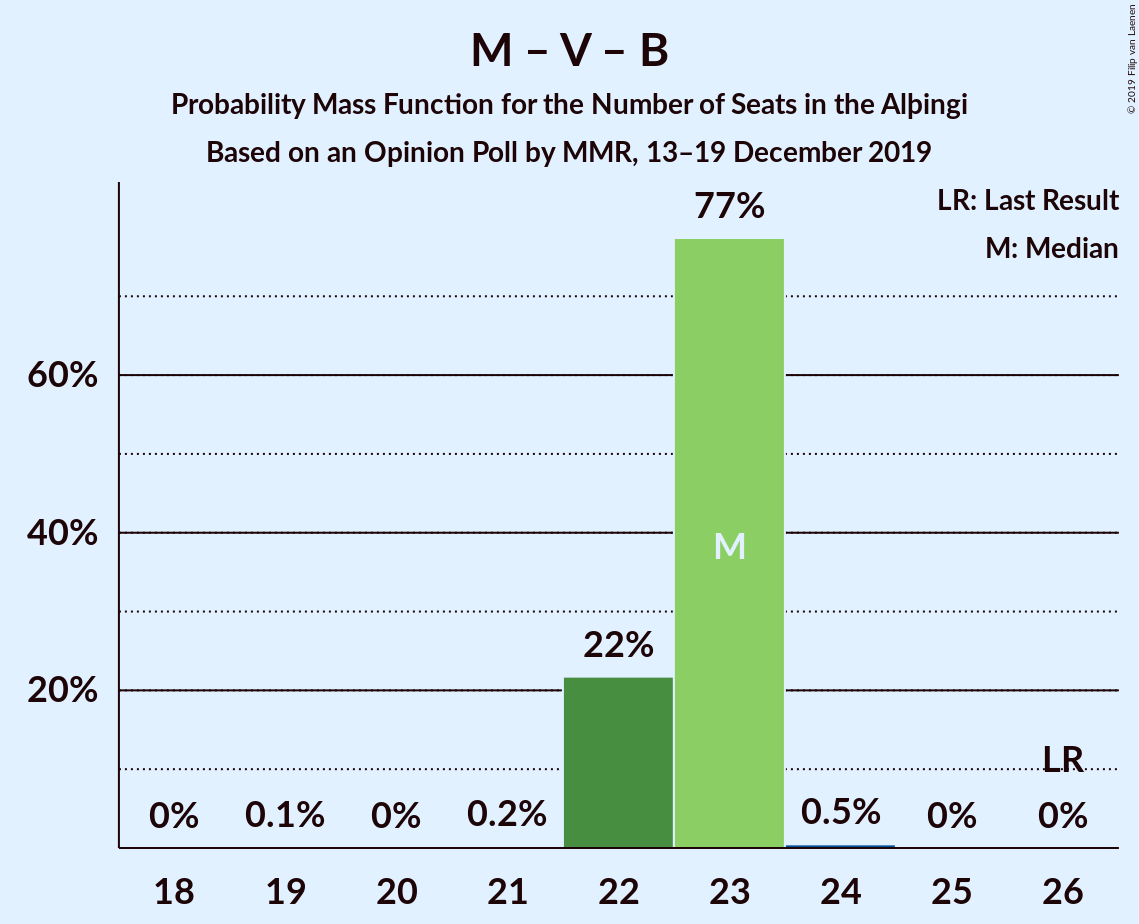 M – V – B
Probability Mass Function for the Number of Seats in the Alþingi
Based on an Opinion Poll by MMR, 13–19 December 2019
© 2019 Filip van Laenen
LR: Last Result
M: Median
77%
60%
M
40%
22%
20%
LR
0% 0.1% 0% 0.2% 0.5% 0% 0%
18 19 20 21 22 23 24 25 26